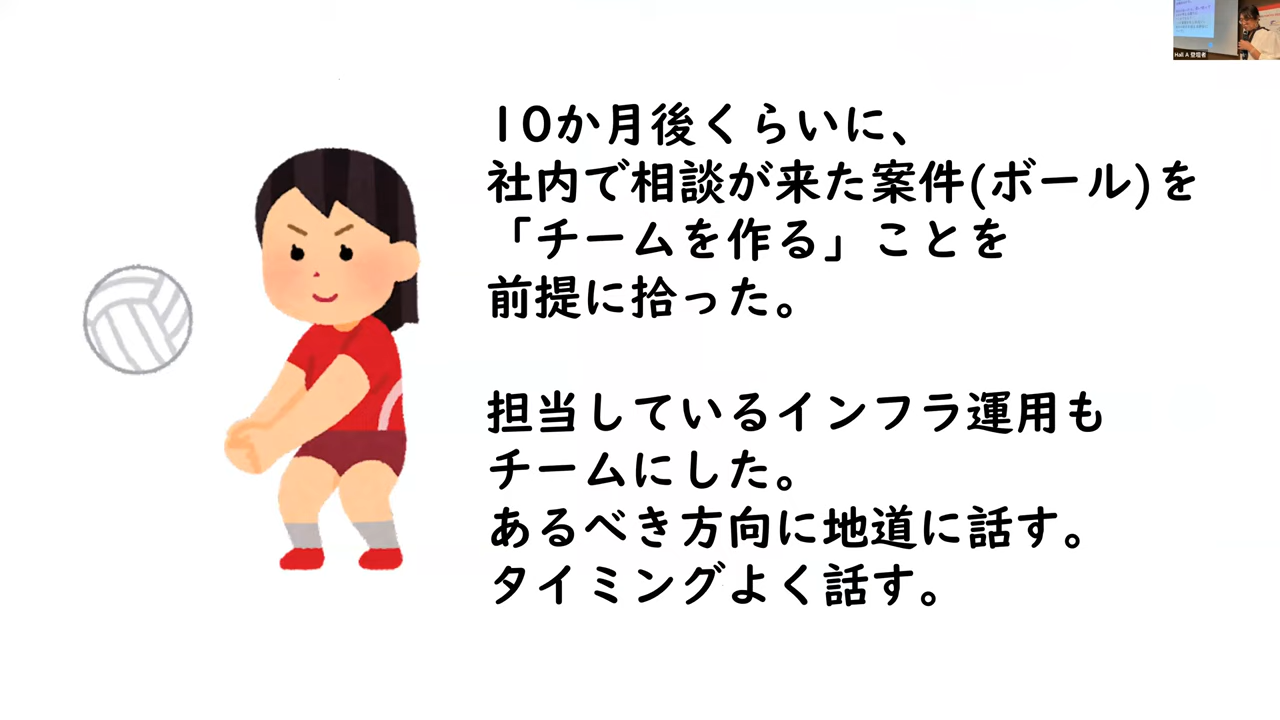 10か月後くらいに、
社内で相談が来た案件(ボール)を
「チームを作る」ことを
前提に拾った。
担当しているインフラ運用も
チームにした。
あるべき方向に地道に話す。
タイミングよく話す。
Hall A 登壇者